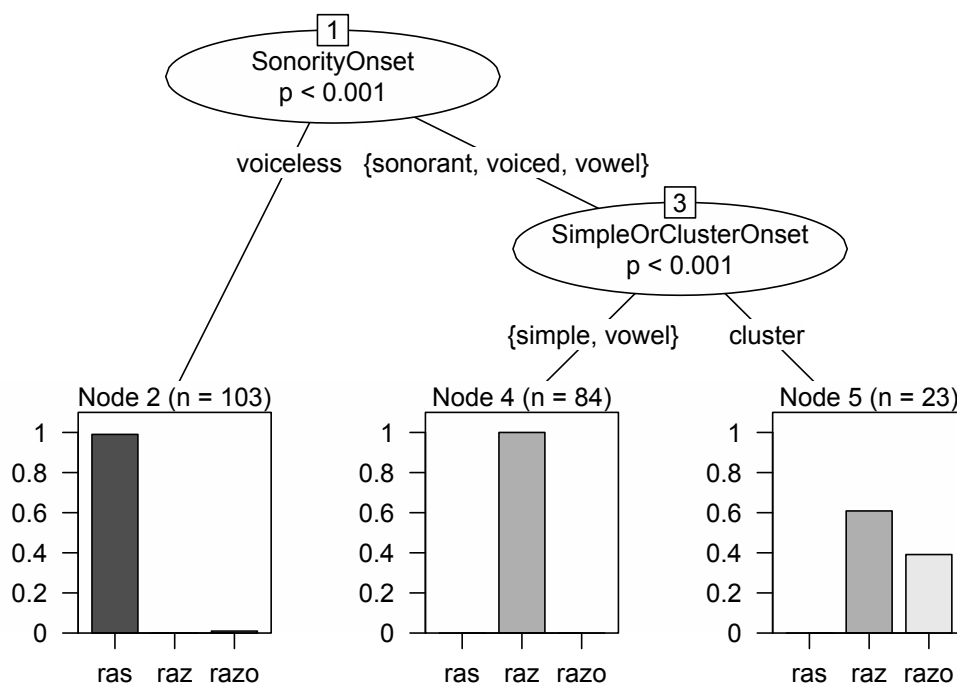 1
SonorityOnset
p < 0.001
voiceless {sonorant, voiced, vowel}
3
SimpleOrClusterOnset
p < 0.001
{simple, vowel} cluster
Node 2 (n = 103)
1
0.8
0.6
0.4
0.2
0
ras raz razo
Node 4 (n = 84)
1
0.8
0.6
0.4
0.2
0
ras raz razo
Node 5 (n = 23)
1
0.8
0.6
0.4
0.2
0
ras raz razo